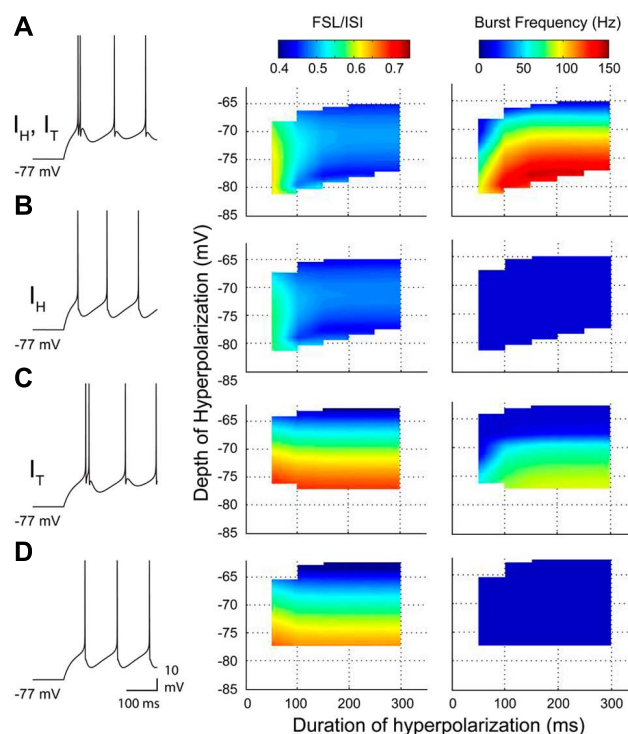 A
FSL/ISI
Burst Frequency (Hz)
0.4 0.5 0.6 0.7
0 50 100 150
I_H, I_T
-77 mV
-65
-70
-75
-80
-85
B
I_H
-77 mV
-65
-70
-75
-80
-85
C
I_T
-77 mV
-65
-70
-75
-80
-85
D
-77 mV
10
mV
100 ms
-65
-70
-75
-80
-85
Depth of Hyperpolarization (mV)
0 100 200 300
0 100 200 300
Duration of hyperpolarization (ms)